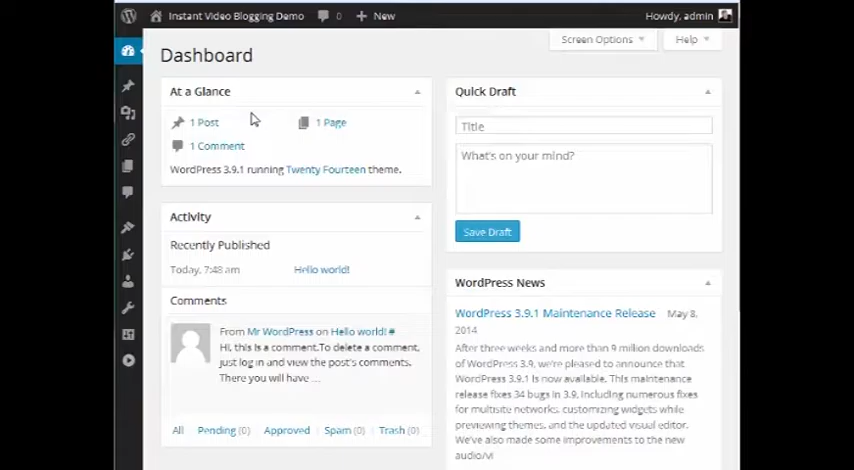 Instant Video Blogging Demo 0 New Howdy, admin
Screen Options Help
Dashboard
At a Glance
1 Post 1 Page
1 Comment
WordPress 3.9.1 running Twenty Fourteen theme.
Activity
Recently Published
Today, 7:48 am Hello world!
Comments
From Mr WordPress on Hello world! #
Hi, this is a comment.To delete a comment,
just log in and view the post's comments.
There you will have ...
All Pending (0) Approved Spam (0) Trash (0)
Quick Draft
Title
What's on your mind?
Save Draft
WordPress News
WordPress 3.9.1 Maintenance Release May 8,
2014
After three weeks and more than 9 million downloads
of WordPress 3.9, we're pleased to announce that
WordPress 3.9.1 is now available. This maintenance
release fixes 34 bugs in 3.9, including numerous fixes
for multisite networks, customizing widgets while
previewing themes, and the updated visual editor.
We've also made some improvements to the new
audio/vi